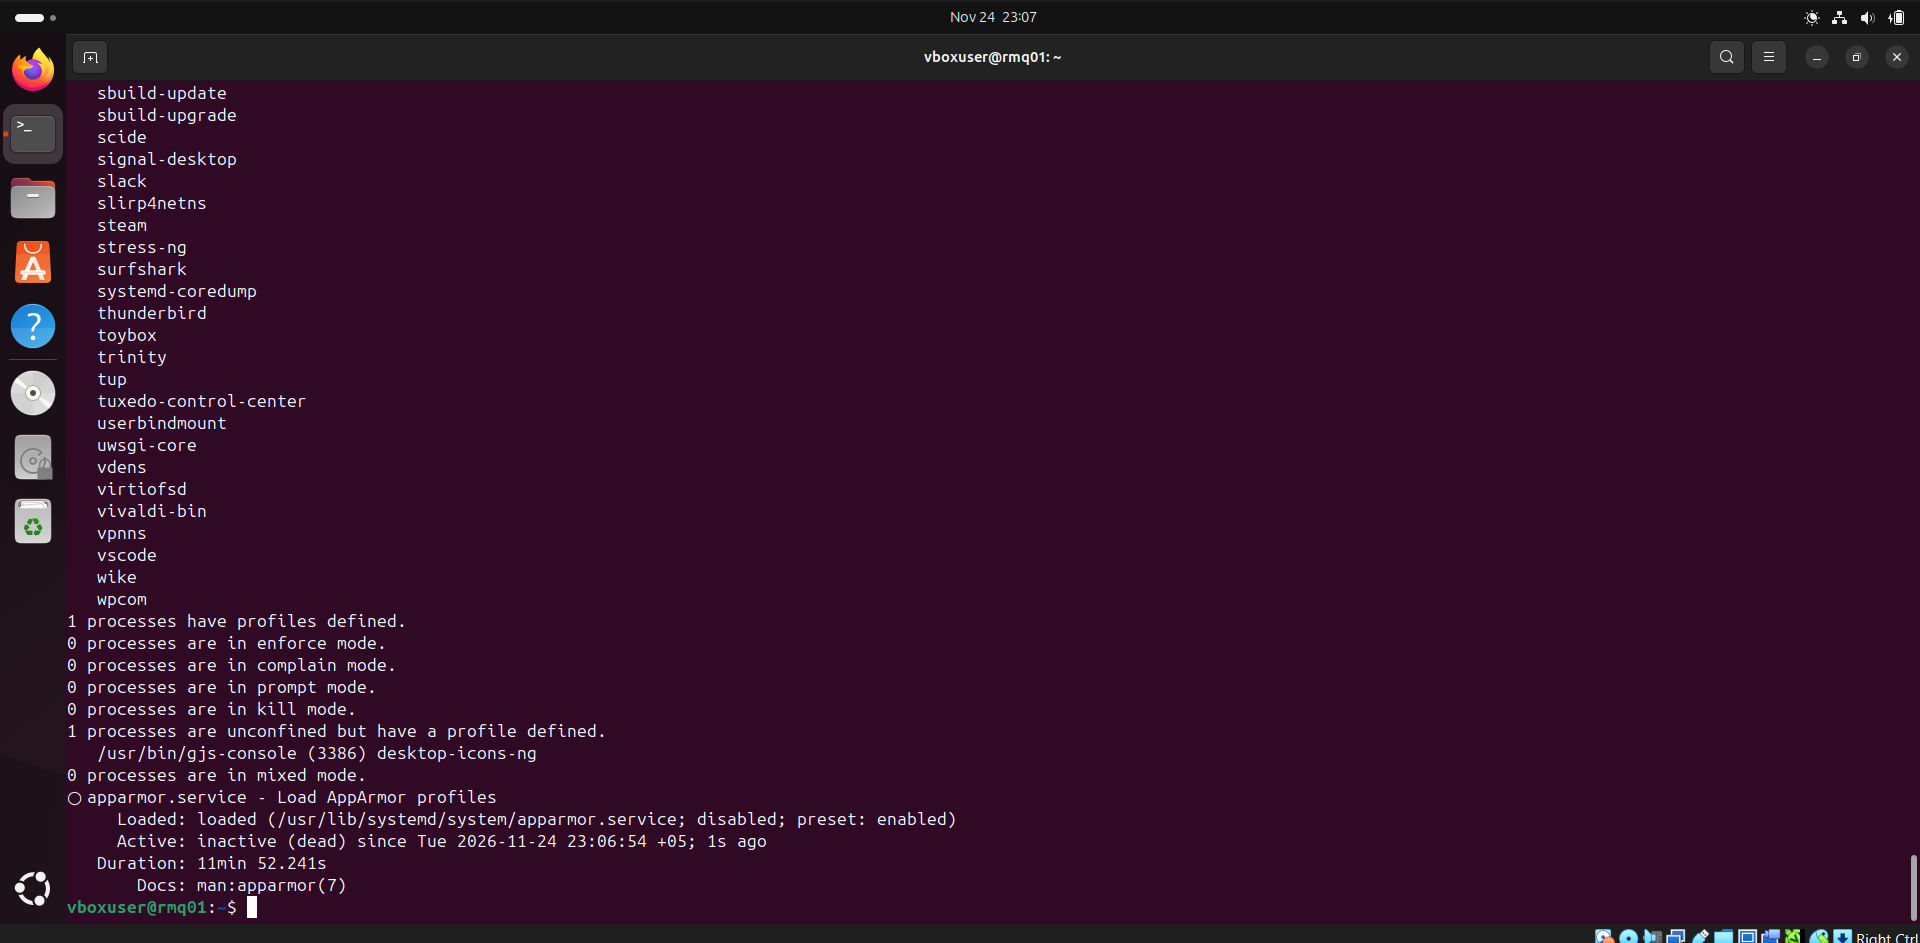 Nov 24 23:07
vboxuser@rmq01: ~
sbuild-update
sbuild-upgrade
scide
signal-desktop
slack
slirp4netns
steam
stress-ng
surfshark
systemd-coredump
thunderbird
toybox
trinity
tup
tuxedo-control-center
userbindmount
uwsgi-core
vdens
virtiofsd
vivaldi-bin
vpnns
vscode
wike
wpcom
1 processes have profiles defined.
0 processes are in enforce mode.
0 processes are in complain mode.
0 processes are in prompt mode.
0 processes are in kill mode.
1 processes are unconfined but have a profile defined.
/usr/bin/gjs-console (3386) desktop-icons-ng
0 processes are in mixed mode.
○ apparmor.service - Load AppArmor profiles
Loaded: loaded (/usr/lib/systemd/system/apparmor.service; disabled; preset: enabled)
Active: inactive (dead) since Tue 2026-11-24 23:06:54 +05; 1s ago
Duration: 11min 52.241s
Docs: man:apparmor(7)
vboxuser@rmq01:~$
Right Ctrl